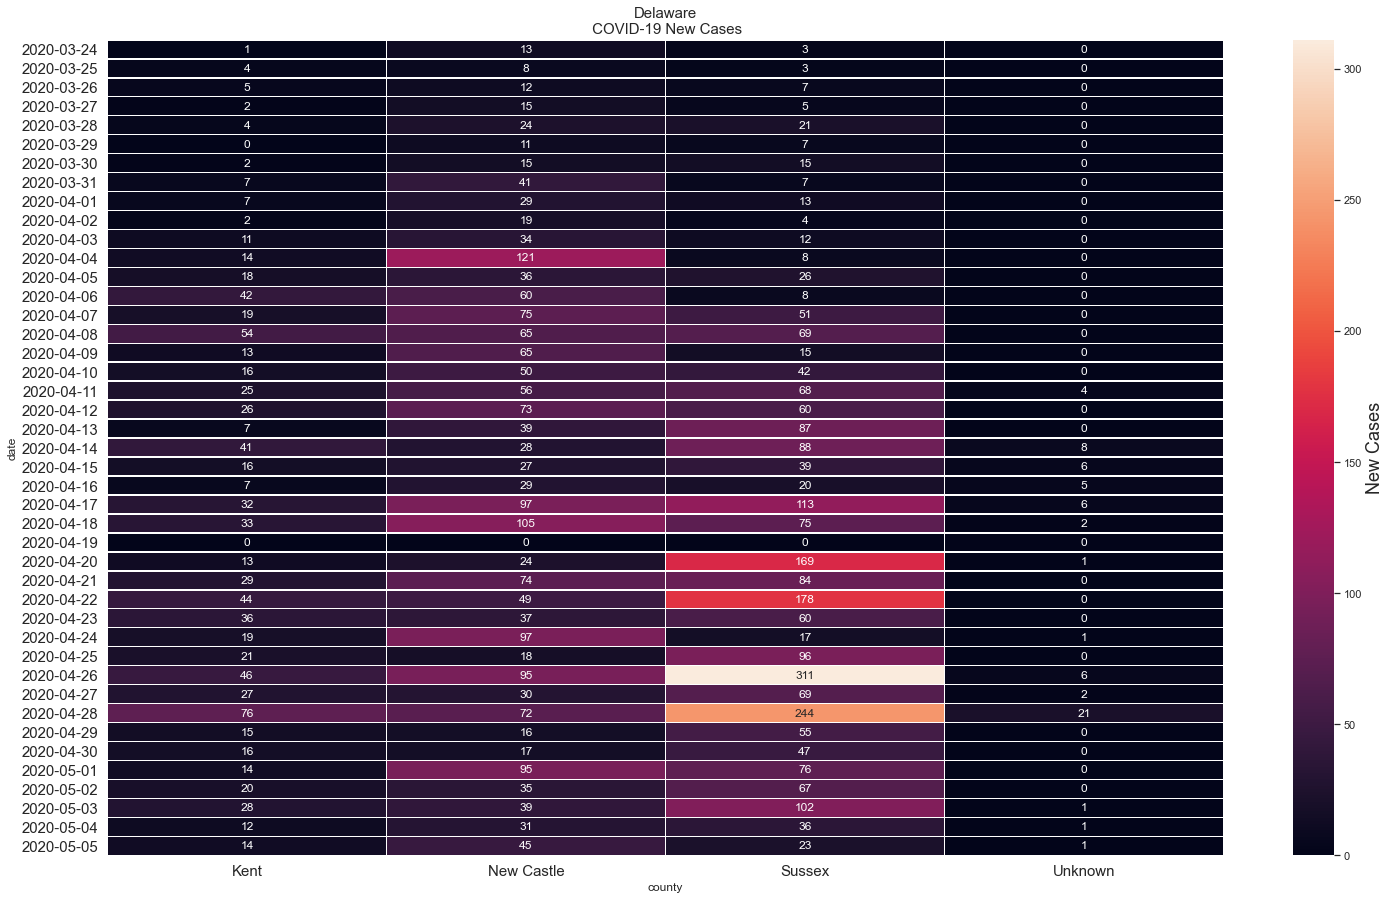 Delaware
COVID-19 New Cases
2020-03-24 1 13 3 0
2020-03-25 4 8 3 0
2020-03-26 5 12 7 0
2020-03-27 2 15 5 0
2020-03-28 4 24 21 0
2020-03-29 0 11 7 0
2020-03-30 2 15 15 0
2020-03-31 7 41 7 0
2020-04-01 7 29 13 0
2020-04-02 2 19 4 0
2020-04-03 11 34 12 0
2020-04-04 14 121 8 0
2020-04-05 18 36 26 0
2020-04-06 42 60 8 0
2020-04-07 19 75 51 0
2020-04-08 54 65 69 0
2020-04-09 13 65 15 0
2020-04-10 16 50 42 0
2020-04-11 25 56 68 4
2020-04-12 26 73 60 0
2020-04-13 7 39 87 0
2020-04-14 41 28 88 8
2020-04-15 16 27 39 6
2020-04-16 7 29 20 5
2020-04-17 32 97 113 6
2020-04-18 33 105 75 2
2020-04-19 0 0 0 0
2020-04-20 13 24 169 1
2020-04-21 29 74 84 0
2020-04-22 44 49 178 0
2020-04-23 36 37 60 0
2020-04-24 19 97 17 1
2020-04-25 21 18 96 0
2020-04-26 46 95 311 6
2020-04-27 27 30 69 2
2020-04-28 76 72 244 21
2020-04-29 15 16 55 0
2020-04-30 16 17 47 0
2020-05-01 14 95 76 0
2020-05-02 20 35 67 0
2020-05-03 28 39 102 1
2020-05-04 12 31 36 1
2020-05-05 14 45 23 1
Kent New Castle Sussex Unknown
county
date
300
250
200
150
100
50
0
New Cases